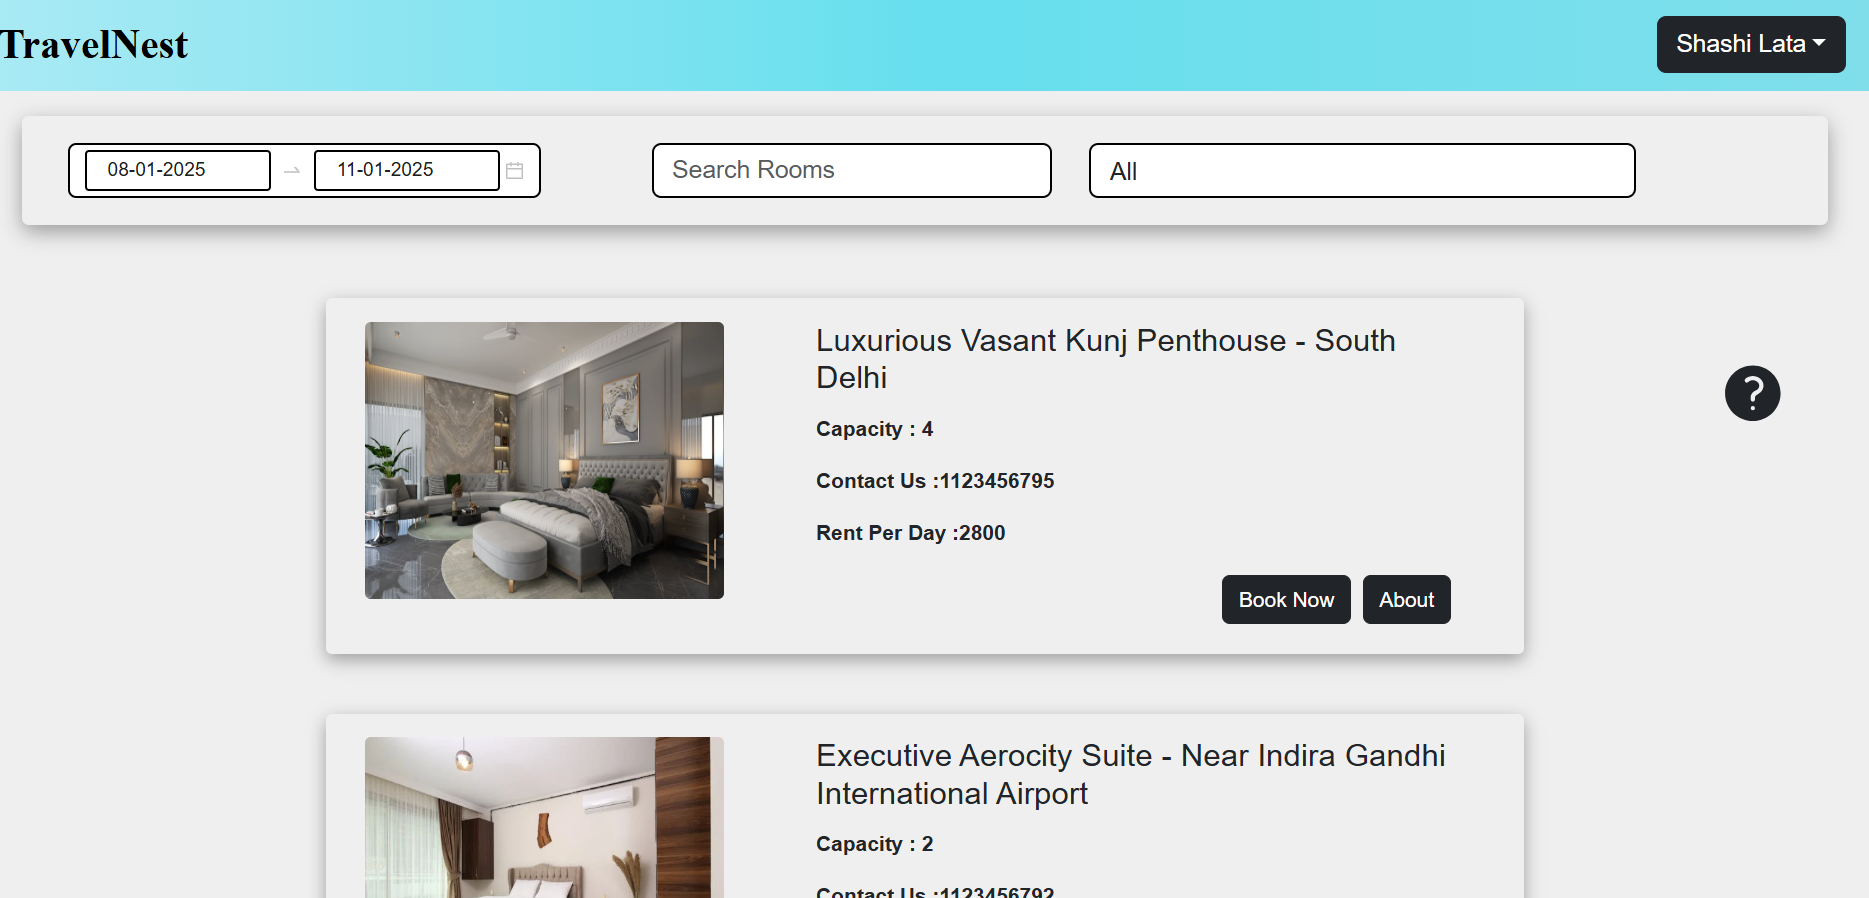 TravelNest
Shashi Lata
08-01-2025
11-01-2025
Search Rooms
All
Luxurious Vasant Kunj Penthouse - South
Delhi
Capacity : 4
Contact Us :1123456795
Rent Per Day :2800
Book Now
About
?
Executive Aerocity Suite - Near Indira Gandhi
International Airport
Capacity : 2
Contact Us :1123456792